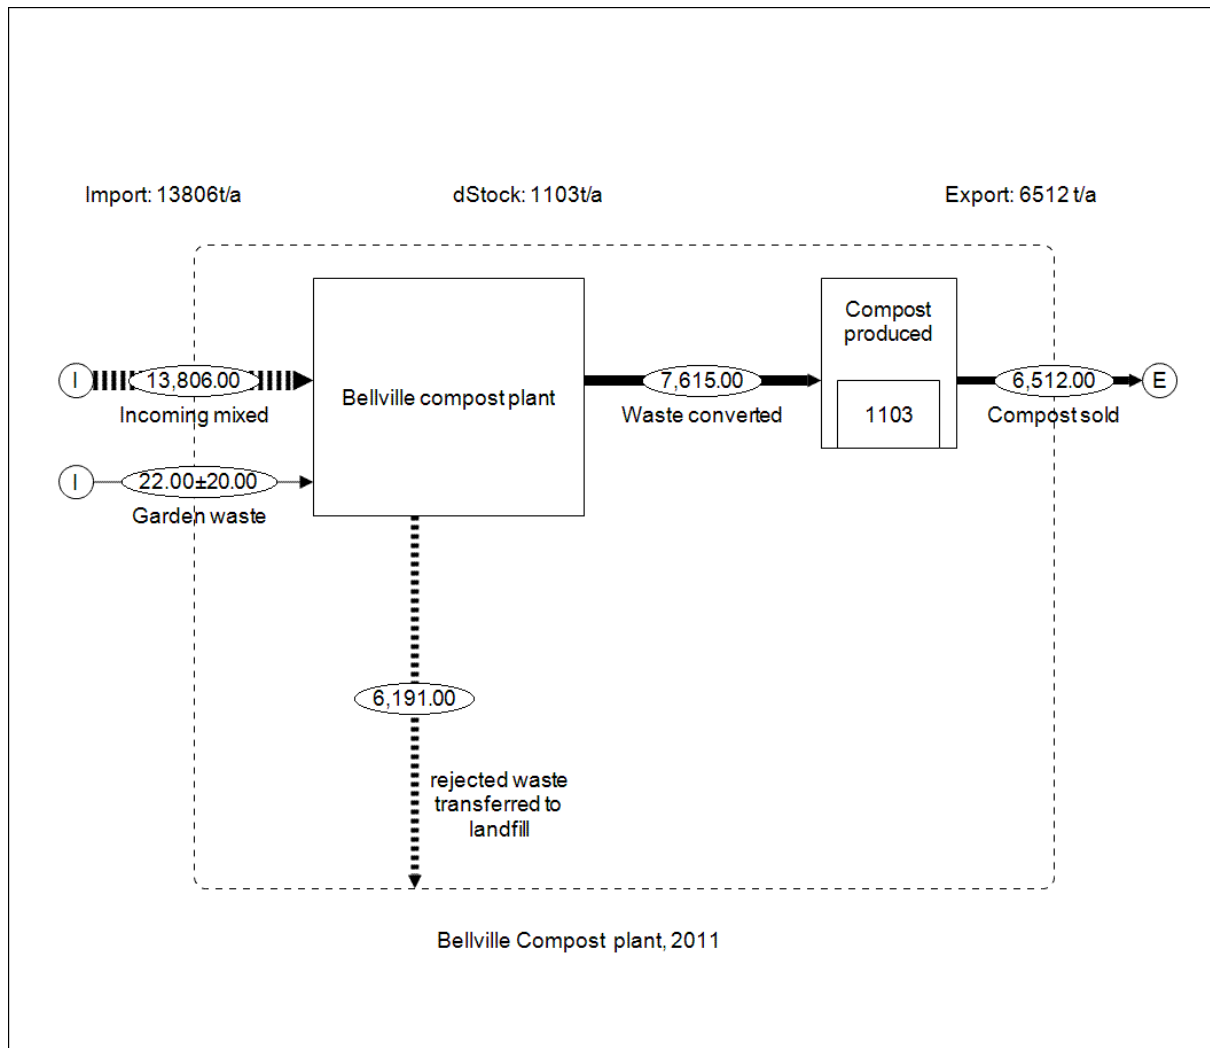 Import: 13806t/a
dStock: 1103t/a
Export: 6512 t/a
Compost
produced
I
13,806.00
Incoming mixed
Bellville compost plant
7,615.00
Waste converted
1103
6,512.00
Compost sold
E
I
22.00±20.00
Garden waste
6,191.00
rejected waste
transferred to
landfill
Bellville Compost plant, 2011